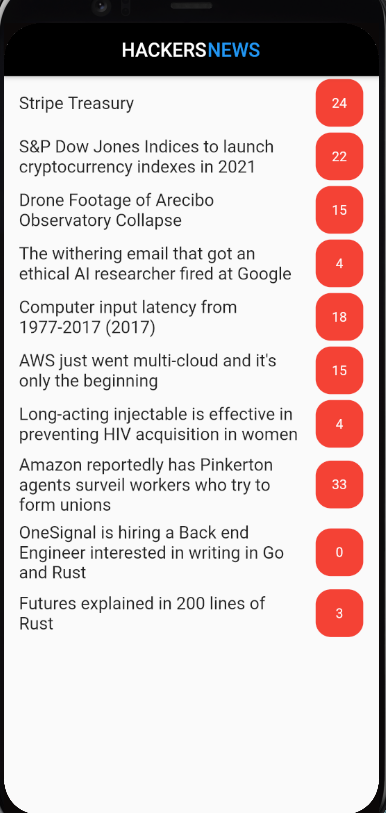 HACKERSNEWS
Stripe Treasury
24
S&P Dow Jones Indices to launch
cryptocurrency indexes in 2021
22
Drone Footage of Arecibo
Observatory Collapse
15
The withering email that got an
ethical AI researcher fired at Google
4
Computer input latency from
1977-2017 (2017)
18
AWS just went multi-cloud and it's
only the beginning
15
Long-acting injectable is effective in
preventing HIV acquisition in women
4
Amazon reportedly has Pinkerton
agents surveil workers who try to
form unions
33
OneSignal is hiring a Back end
Engineer interested in writing in Go
and Rust
0
Futures explained in 200 lines of
Rust
3